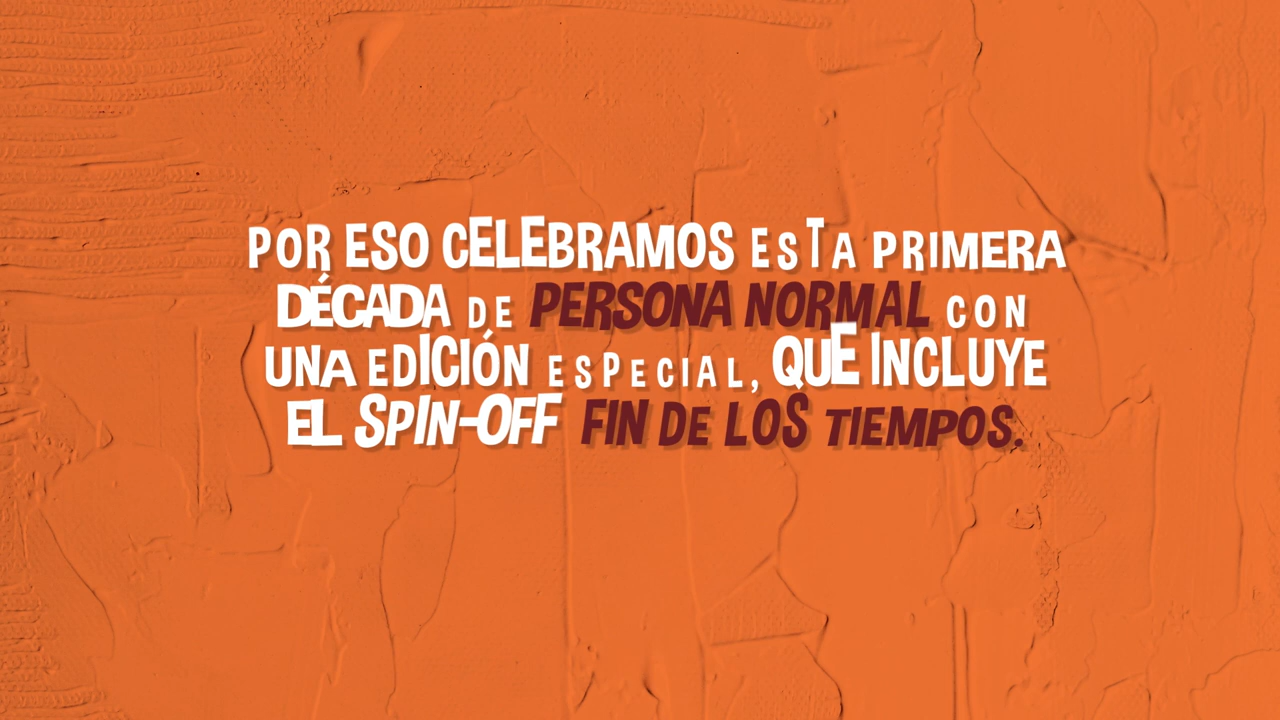 POR ESO CELEBRAMOS ESTA PRIMERA
DÉCADA DE PERSONA NORMAL CON
UNA EDICIÓN ESPECIAL, QUE INCLUYE
EL SPIN-OFF FIN DE LOS TIEMPOS.